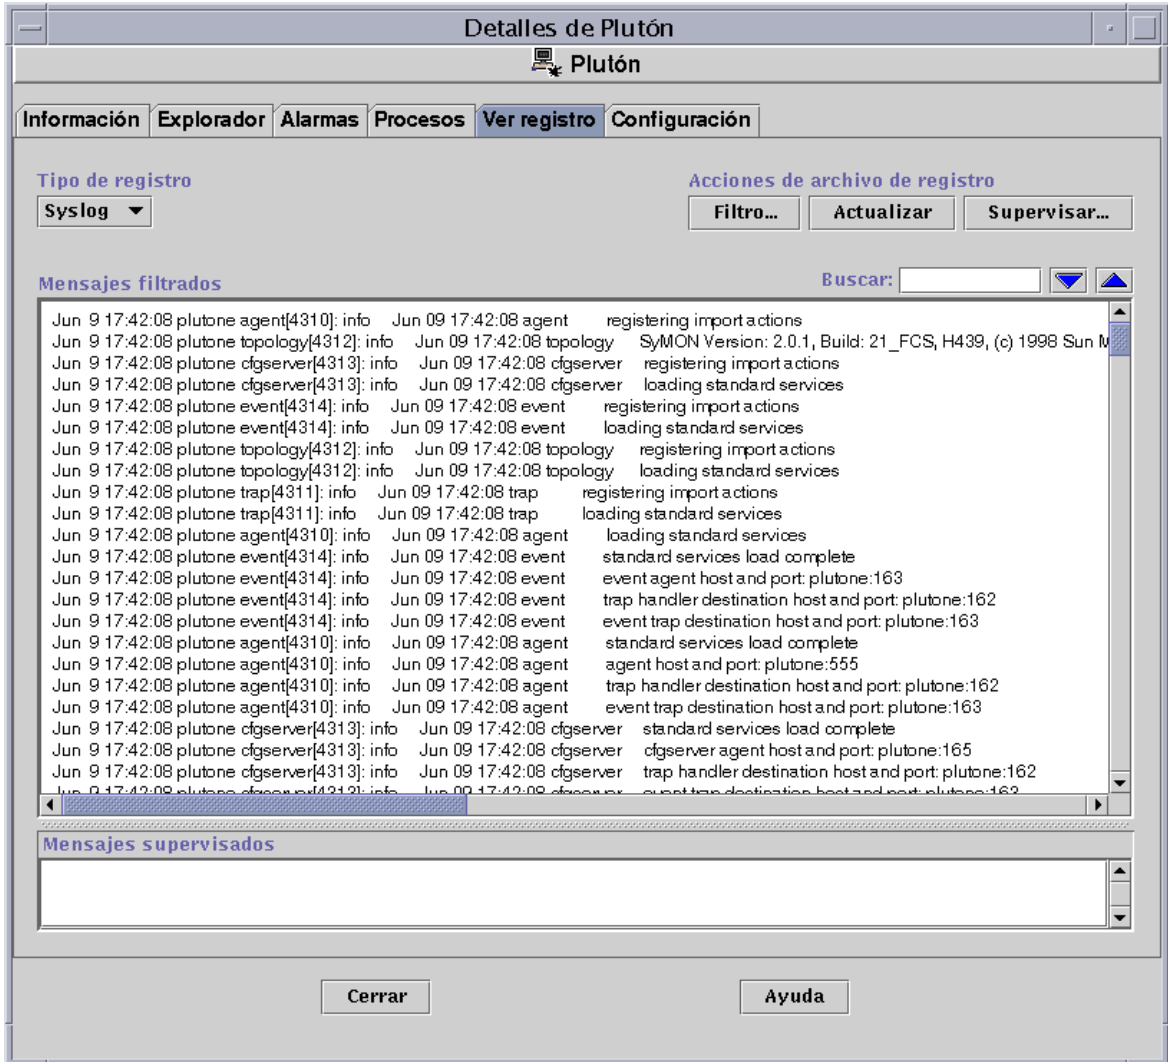 Detalles de Plutón
Plutón
Información Explorador Alarmas Procesos Ver registro Configuración
Tipo de registro
Acciones de archivo de registro
Syslog
Filtro... Actualizar Supervisar...
Mensajes filtrados
Buscar:
Jun 9 17:42:08 plutone agent[4310]: info Jun 09 17:42:08 agent registering import actions
Jun 9 17:42:08 plutone topology[4312]: info Jun 09 17:42:08 topology SyMON Version: 2.0.1, Build: 21_FCS, H439, (c) 1998 Sun M
Jun 9 17:42:08 plutone cfgserver[4313]: info Jun 09 17:42:08 cfgserver registering import actions
Jun 9 17:42:08 plutone cfgserver[4313]: info Jun 09 17:42:08 cfgserver loading standard services
Jun 9 17:42:08 plutone event[4314]: info Jun 09 17:42:08 event registering import actions
Jun 9 17:42:08 plutone event[4314]: info Jun 09 17:42:08 event loading standard services
Jun 9 17:42:08 plutone topology[4312]: info Jun 09 17:42:08 topology registering import actions
Jun 9 17:42:08 plutone topology[4312]: info Jun 09 17:42:08 topology loading standard services
Jun 9 17:42:08 plutone trap[4311]: info Jun 09 17:42:08 trap registering import actions
Jun 9 17:42:08 plutone trap[4311]: info Jun 09 17:42:08 trap loading standard services
Jun 9 17:42:08 plutone agent[4310]: info Jun 09 17:42:08 agent loading standard services
Jun 9 17:42:08 plutone event[4314]: info Jun 09 17:42:08 event standard services load complete
Jun 9 17:42:08 plutone event[4314]: info Jun 09 17:42:08 event event agent host and port: plutone:163
Jun 9 17:42:08 plutone event[4314]: info Jun 09 17:42:08 event trap handler destination host and port: plutone:162
Jun 9 17:42:08 plutone event[4314]: info Jun 09 17:42:08 event event trap destination host and port: plutone:163
Jun 9 17:42:08 plutone agent[4310]: info Jun 09 17:42:08 agent standard services load complete
Jun 9 17:42:08 plutone agent[4310]: info Jun 09 17:42:08 agent agent host and port: plutone:555
Jun 9 17:42:08 plutone agent[4310]: info Jun 09 17:42:08 agent trap handler destination host and port: plutone:162
Jun 9 17:42:08 plutone agent[4310]: info Jun 09 17:42:08 agent event trap destination host and port: plutone:163
Jun 9 17:42:08 plutone cfgserver[4313]: info Jun 09 17:42:08 cfgserver standard services load complete
Jun 9 17:42:08 plutone cfgserver[4313]: info Jun 09 17:42:08 cfgserver cfgserver agent host and port: plutone:165
Jun 9 17:42:08 plutone cfgserver[4313]: info Jun 09 17:42:08 cfgserver trap handler destination host and port: plutone:162
Jun 9 17:42:08 plutone cfgserver[4313]: info Jun 09 17:42:08 cfgserver event trap destination host and port: plutone:163
Mensajes supervisados
Cerrar Ayuda